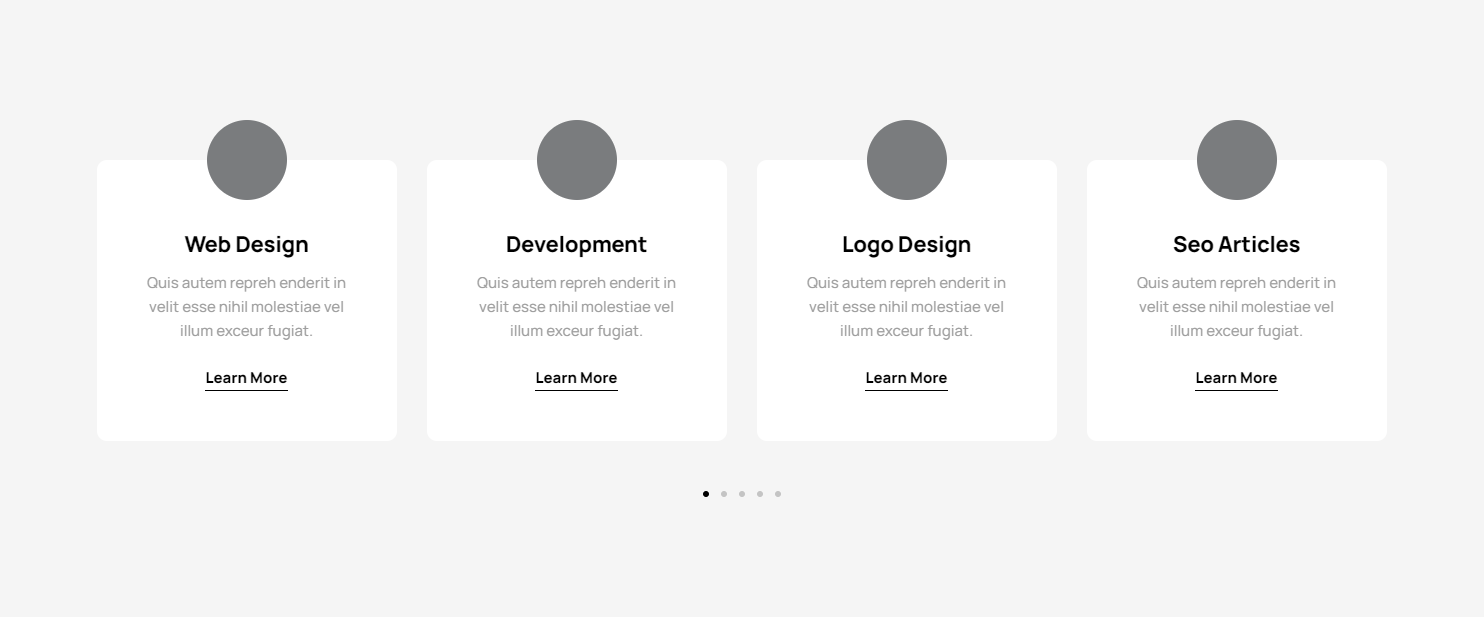 Web Design
Quis autem repreh enderit in
velit esse nihil molestiae vel
illum exceur fugiat.
Learn More
Development
Quis autem repreh enderit in
velit esse nihil molestiae vel
illum exceur fugiat.
Learn More
Logo Design
Quis autem repreh enderit in
velit esse nihil molestiae vel
illum exceur fugiat.
Learn More
Seo Articles
Quis autem repreh enderit in
velit esse nihil molestiae vel
illum exceur fugiat.
Learn More